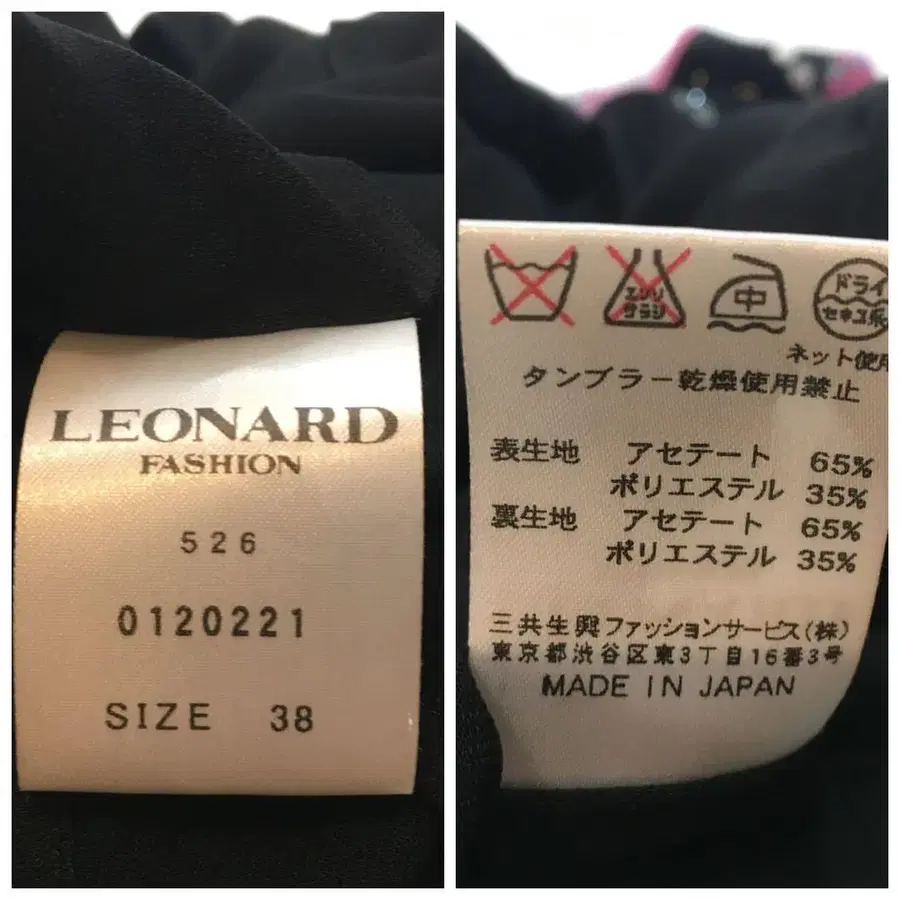 LEONARD
FASHION
526
0120221
SIZE 38
エンソ
サラシ
中
ドライ
セキユ系
ネット使用
タンブラー乾燥使用禁止
表生地 アセテート 65%
ポリエステル 35%
裏生地 アセテート 65%
ポリエステル 35%
三共生興ファッションサービス(株)
東京都渋谷区東3丁目16番3号
MADE IN JAPAN